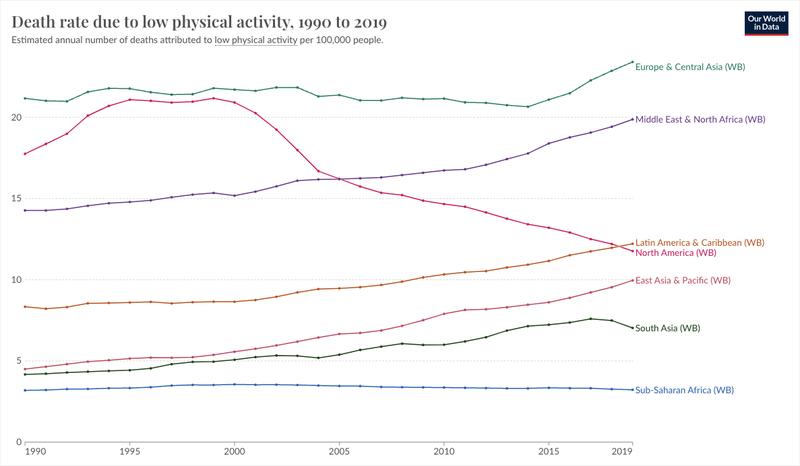 Death rate due to low physical activity, 1990 to 2019
Estimated annual number of deaths attributed to low physical activity per 100,000 people.
Our World
in Data
Europe & Central Asia (WB)
20
Middle East & North Africa (WB)
15
Latin America & Caribbean (WB)
North America (WB)
10
East Asia & Pacific (WB)
South Asia (WB)
5
Sub-Saharan Africa (WB)
0
1990
1995
2000
2005
2010
2015
2019